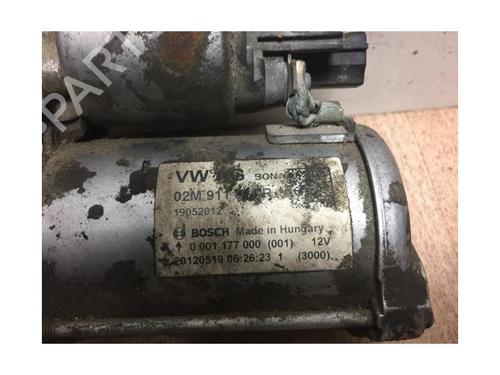 VW BON
02M 911
19052012
BOSCH Made in Hungary
0 001 177 000 (001) 12V
20120519 06:26:23 1 (3000)